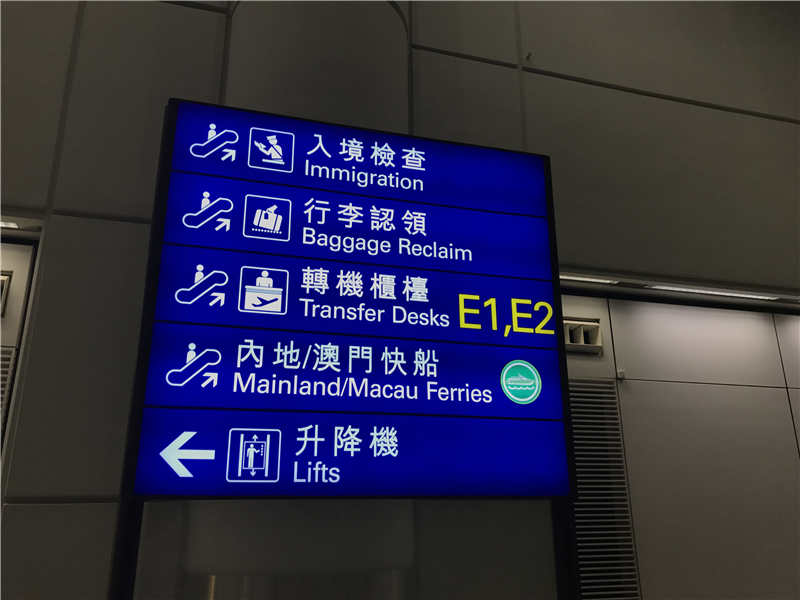 入境檢查
Immigration
行李認領
Baggage Reclaim
轉機櫃檯
Transfer Desks E1,E2
內地/澳門快船
Mainland/Macau Ferries
升降機
Lifts